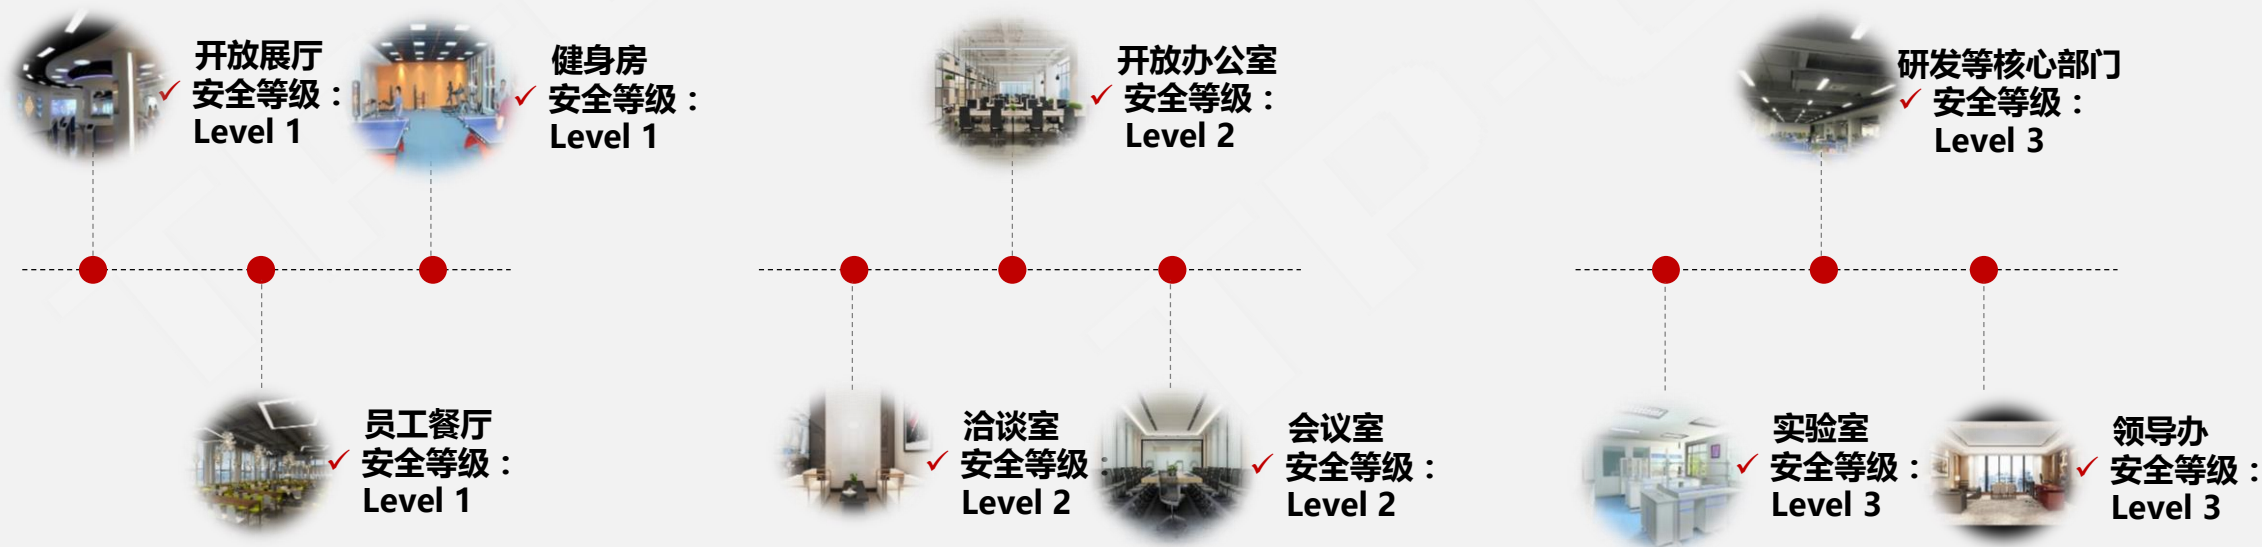 开放展厅
安全等级：
Level 1
健身房
安全等级：
Level 1
员工餐厅
安全等级：
Level 1
开放办公室
安全等级：
Level 2
洽谈室
安全等级：
Level 2
会议室
安全等级：
Level 2
研发等核心部门
安全等级：
Level 3
实验室
安全等级：
Level 3
领导办
安全等级：
Level 3